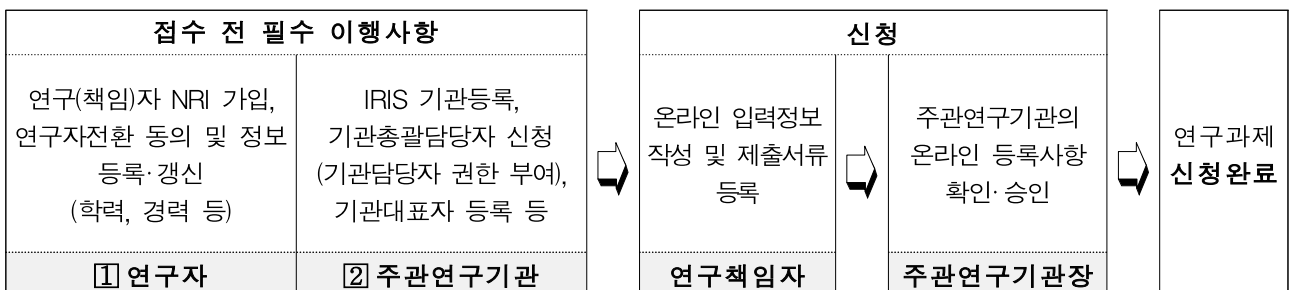 접수 전 필수 이행사항
연구(책임)자 NRI 가입,
연구자전환 동의 및 정보
등록·갱신
(학력, 경력 등)
1 연구자
IRIS 기관등록,
기관총괄담당자 신청
(기관담당자 권한 부여),
기관대표자 등록 등
2 주관연구기관
신청
온라인 입력정보
작성 및 제출서류
등록
연구책임자
주관연구기관의
온라인 등록사항
확인·승인
주관연구기관장
연구과제
신청완료